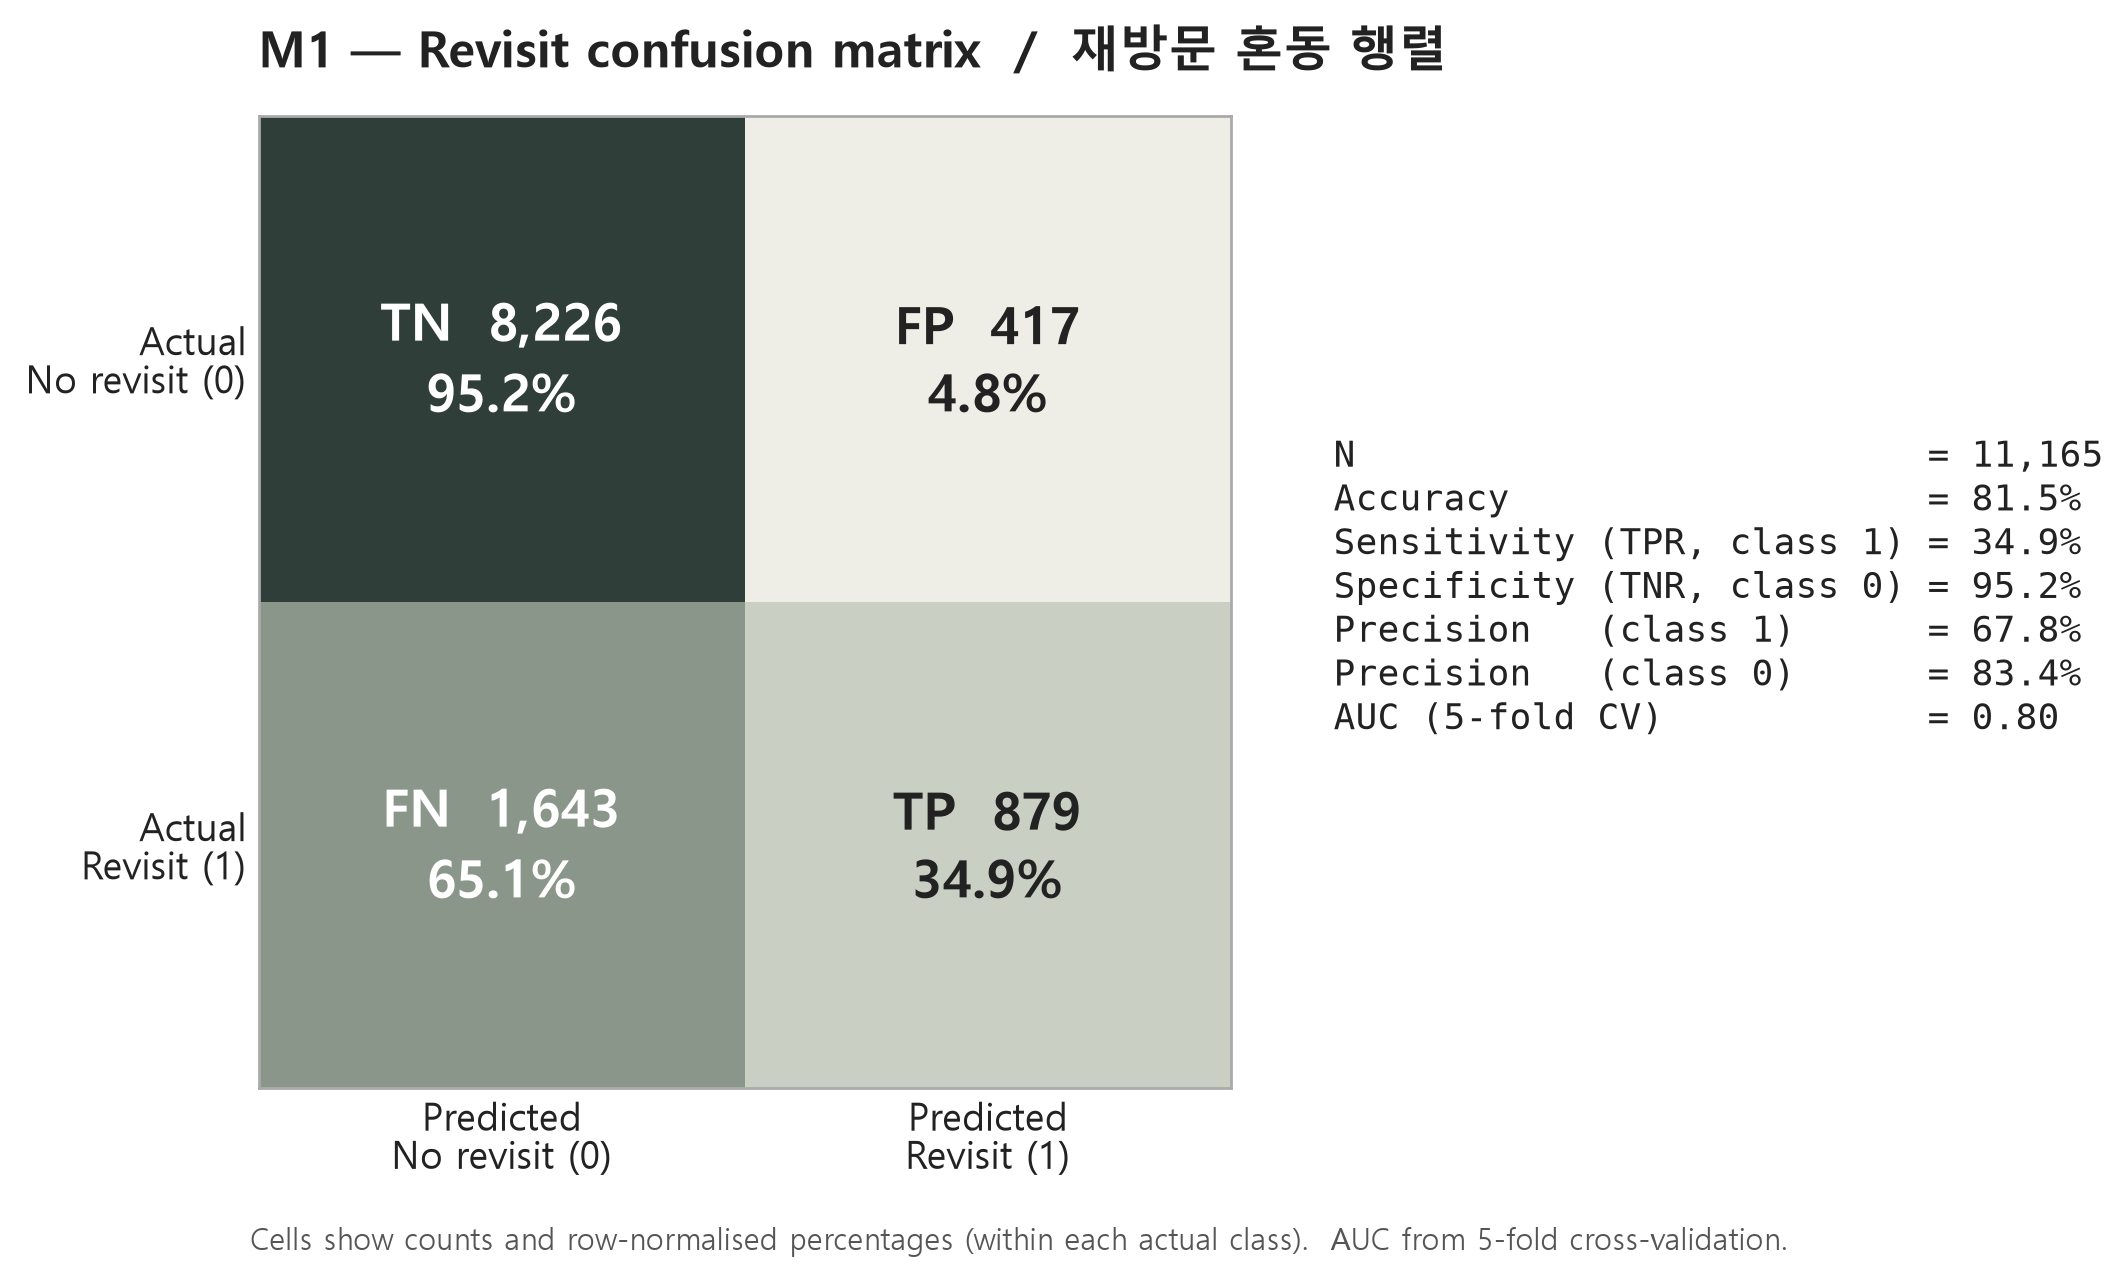 M1 — Revisit confusion matrix / 재방문 혼동 행렬
Actual
No revisit (0)
TN 8,226
95.2%
FP 417
4.8%
Actual
Revisit (1)
FN 1,643
65.1%
TP 879
34.9%
Predicted
No revisit (0)
Predicted
Revisit (1)
N = 11,165
Accuracy = 81.5%
Sensitivity (TPR, class 1) = 34.9%
Specificity (TNR, class 0) = 95.2%
Precision (class 1) = 67.8%
Precision (class 0) = 83.4%
AUC (5-fold CV) = 0.80
Cells show counts and row-normalised percentages (within each actual class). AUC from 5-fold cross-validation.